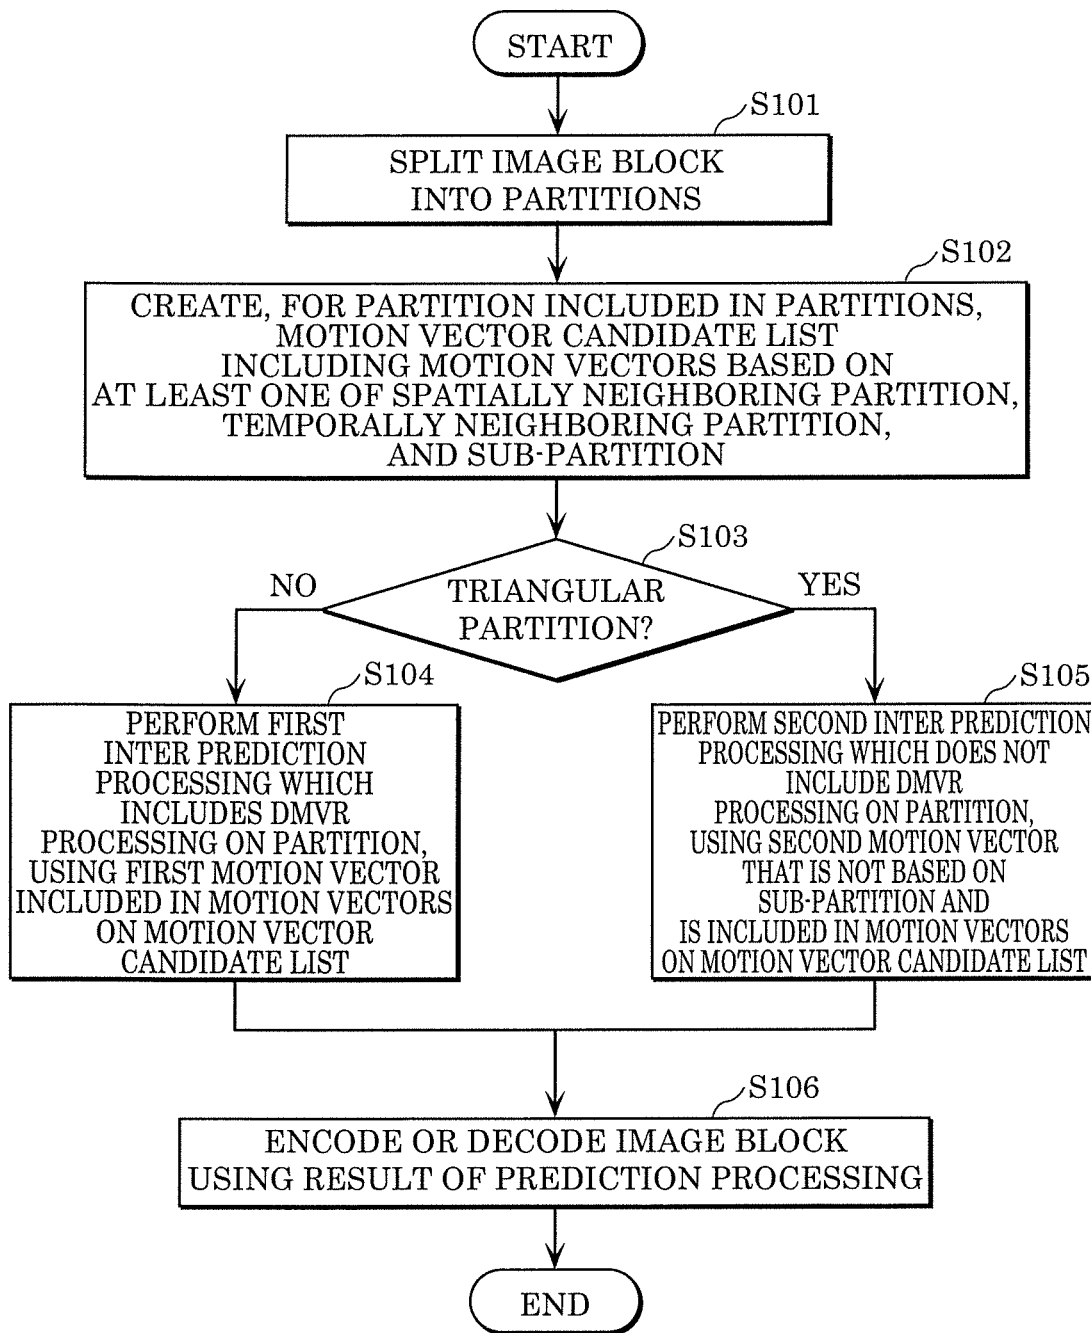 START
S101
SPLIT IMAGE BLOCK
INTO PARTITIONS
S102
CREATE, FOR PARTITION INCLUDED IN PARTITIONS,
MOTION VECTOR CANDIDATE LIST
INCLUDING MOTION VECTORS BASED ON
AT LEAST ONE OF SPATIALLY NEIGHBORING PARTITION,
TEMPORALLY NEIGHBORING PARTITION,
AND SUB-PARTITION
S103
NO
TRIANGULAR
PARTITION?
YES
S104
PERFORM FIRST
INTER PREDICTION
PROCESSING WHICH
INCLUDES DMVR
PROCESSING ON PARTITION,
USING FIRST MOTION VECTOR
INCLUDED IN MOTION VECTORS
ON MOTION VECTOR
CANDIDATE LIST
S105
PERFORM SECOND INTER PREDICTION
PROCESSING WHICH DOES NOT
INCLUDE DMVR
PROCESSING ON PARTITION,
USING SECOND MOTION VECTOR
THAT IS NOT BASED ON
SUB-PARTITION AND
IS INCLUDED IN MOTION VECTORS
ON MOTION VECTOR CANDIDATE LIST
S106
ENCODE OR DECODE IMAGE BLOCK
USING RESULT OF PREDICTION PROCESSING
END